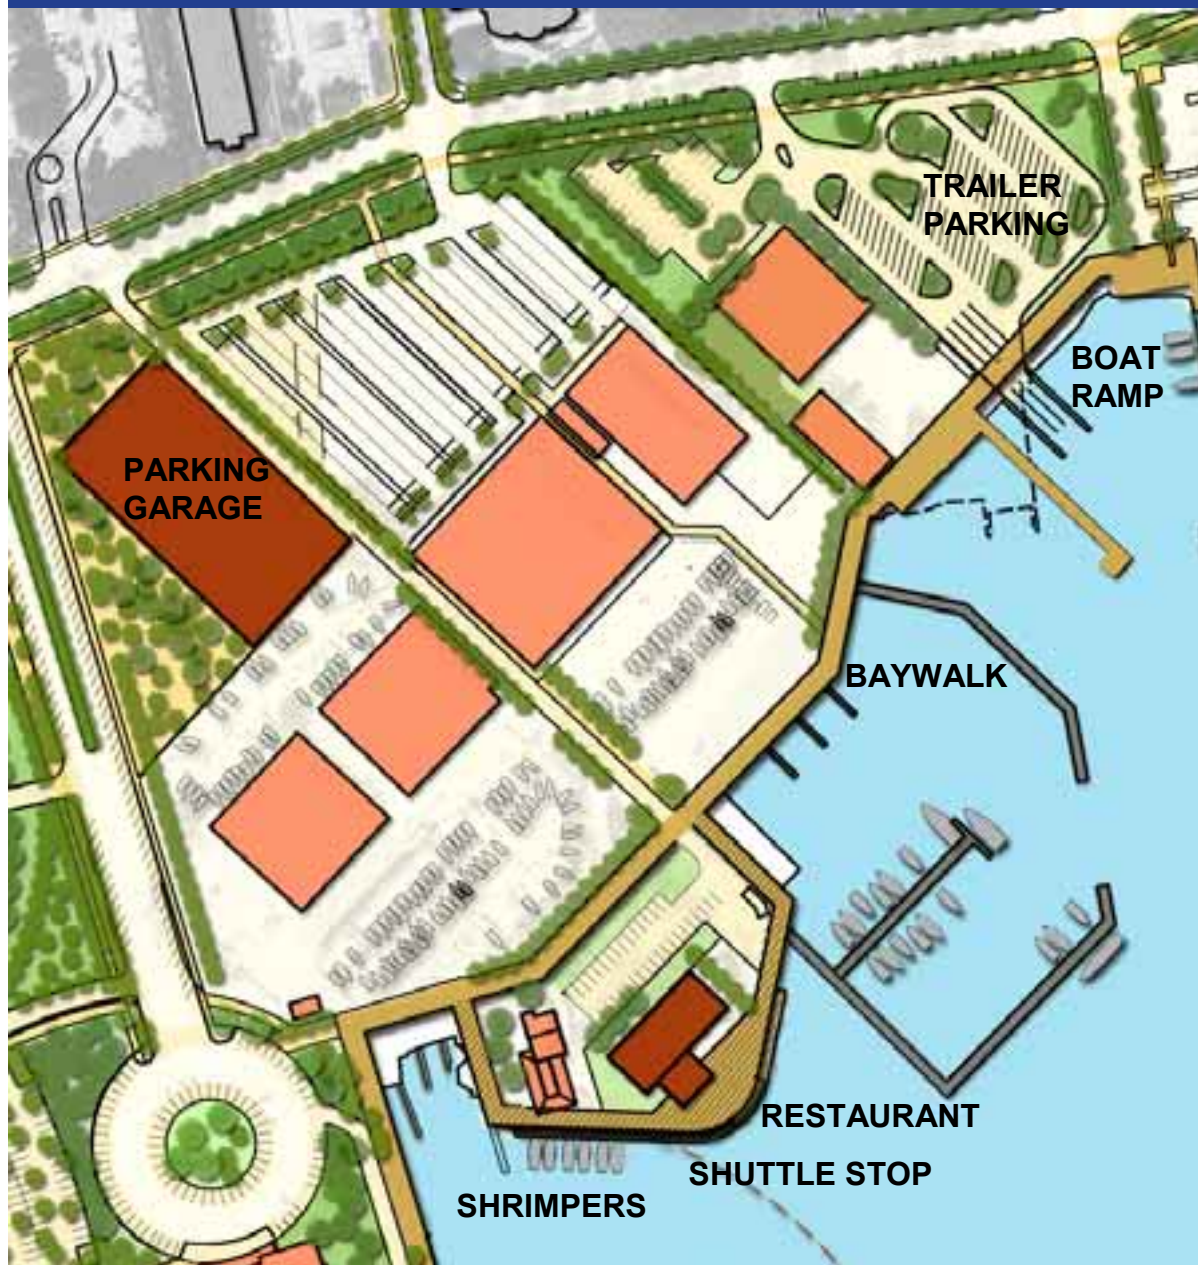 TRAILER
PARKING
BOAT
RAMP
PARKING
GARAGE
BAYWALK
RESTAURANT
SHUTTLE STOP
SHRIMPERS